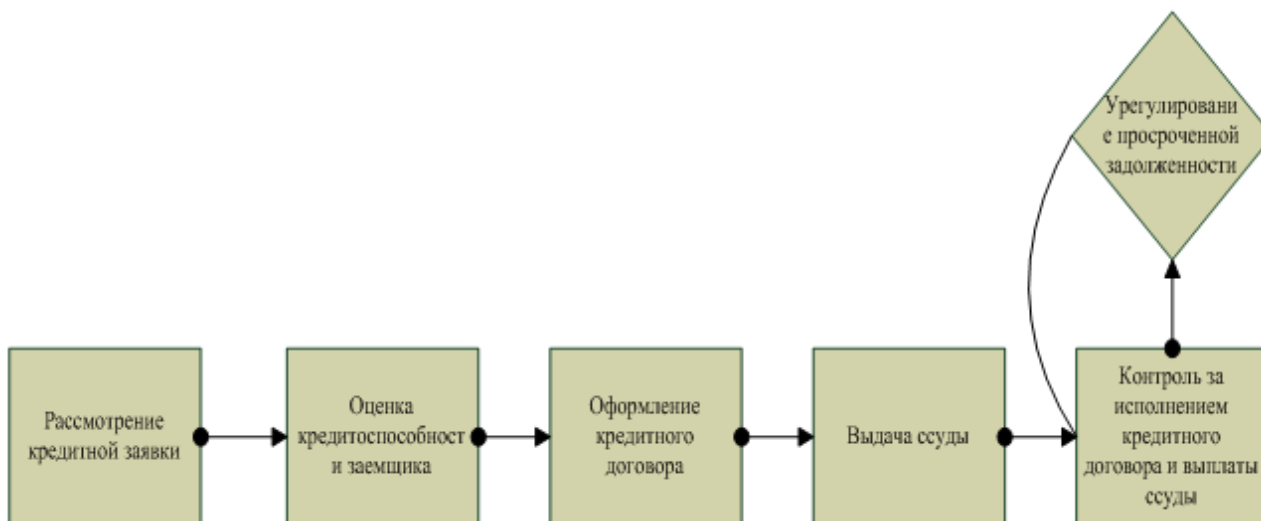 Урегулировани
е просроченной
задолженности
Рассмотрение
кредитной заявки
Оценка
кредитоспособност
и заемщика
Оформление
кредитного
договора
Выдача ссуды
Контроль за
исполнением
кредитного
договора и выплаты
ссуды